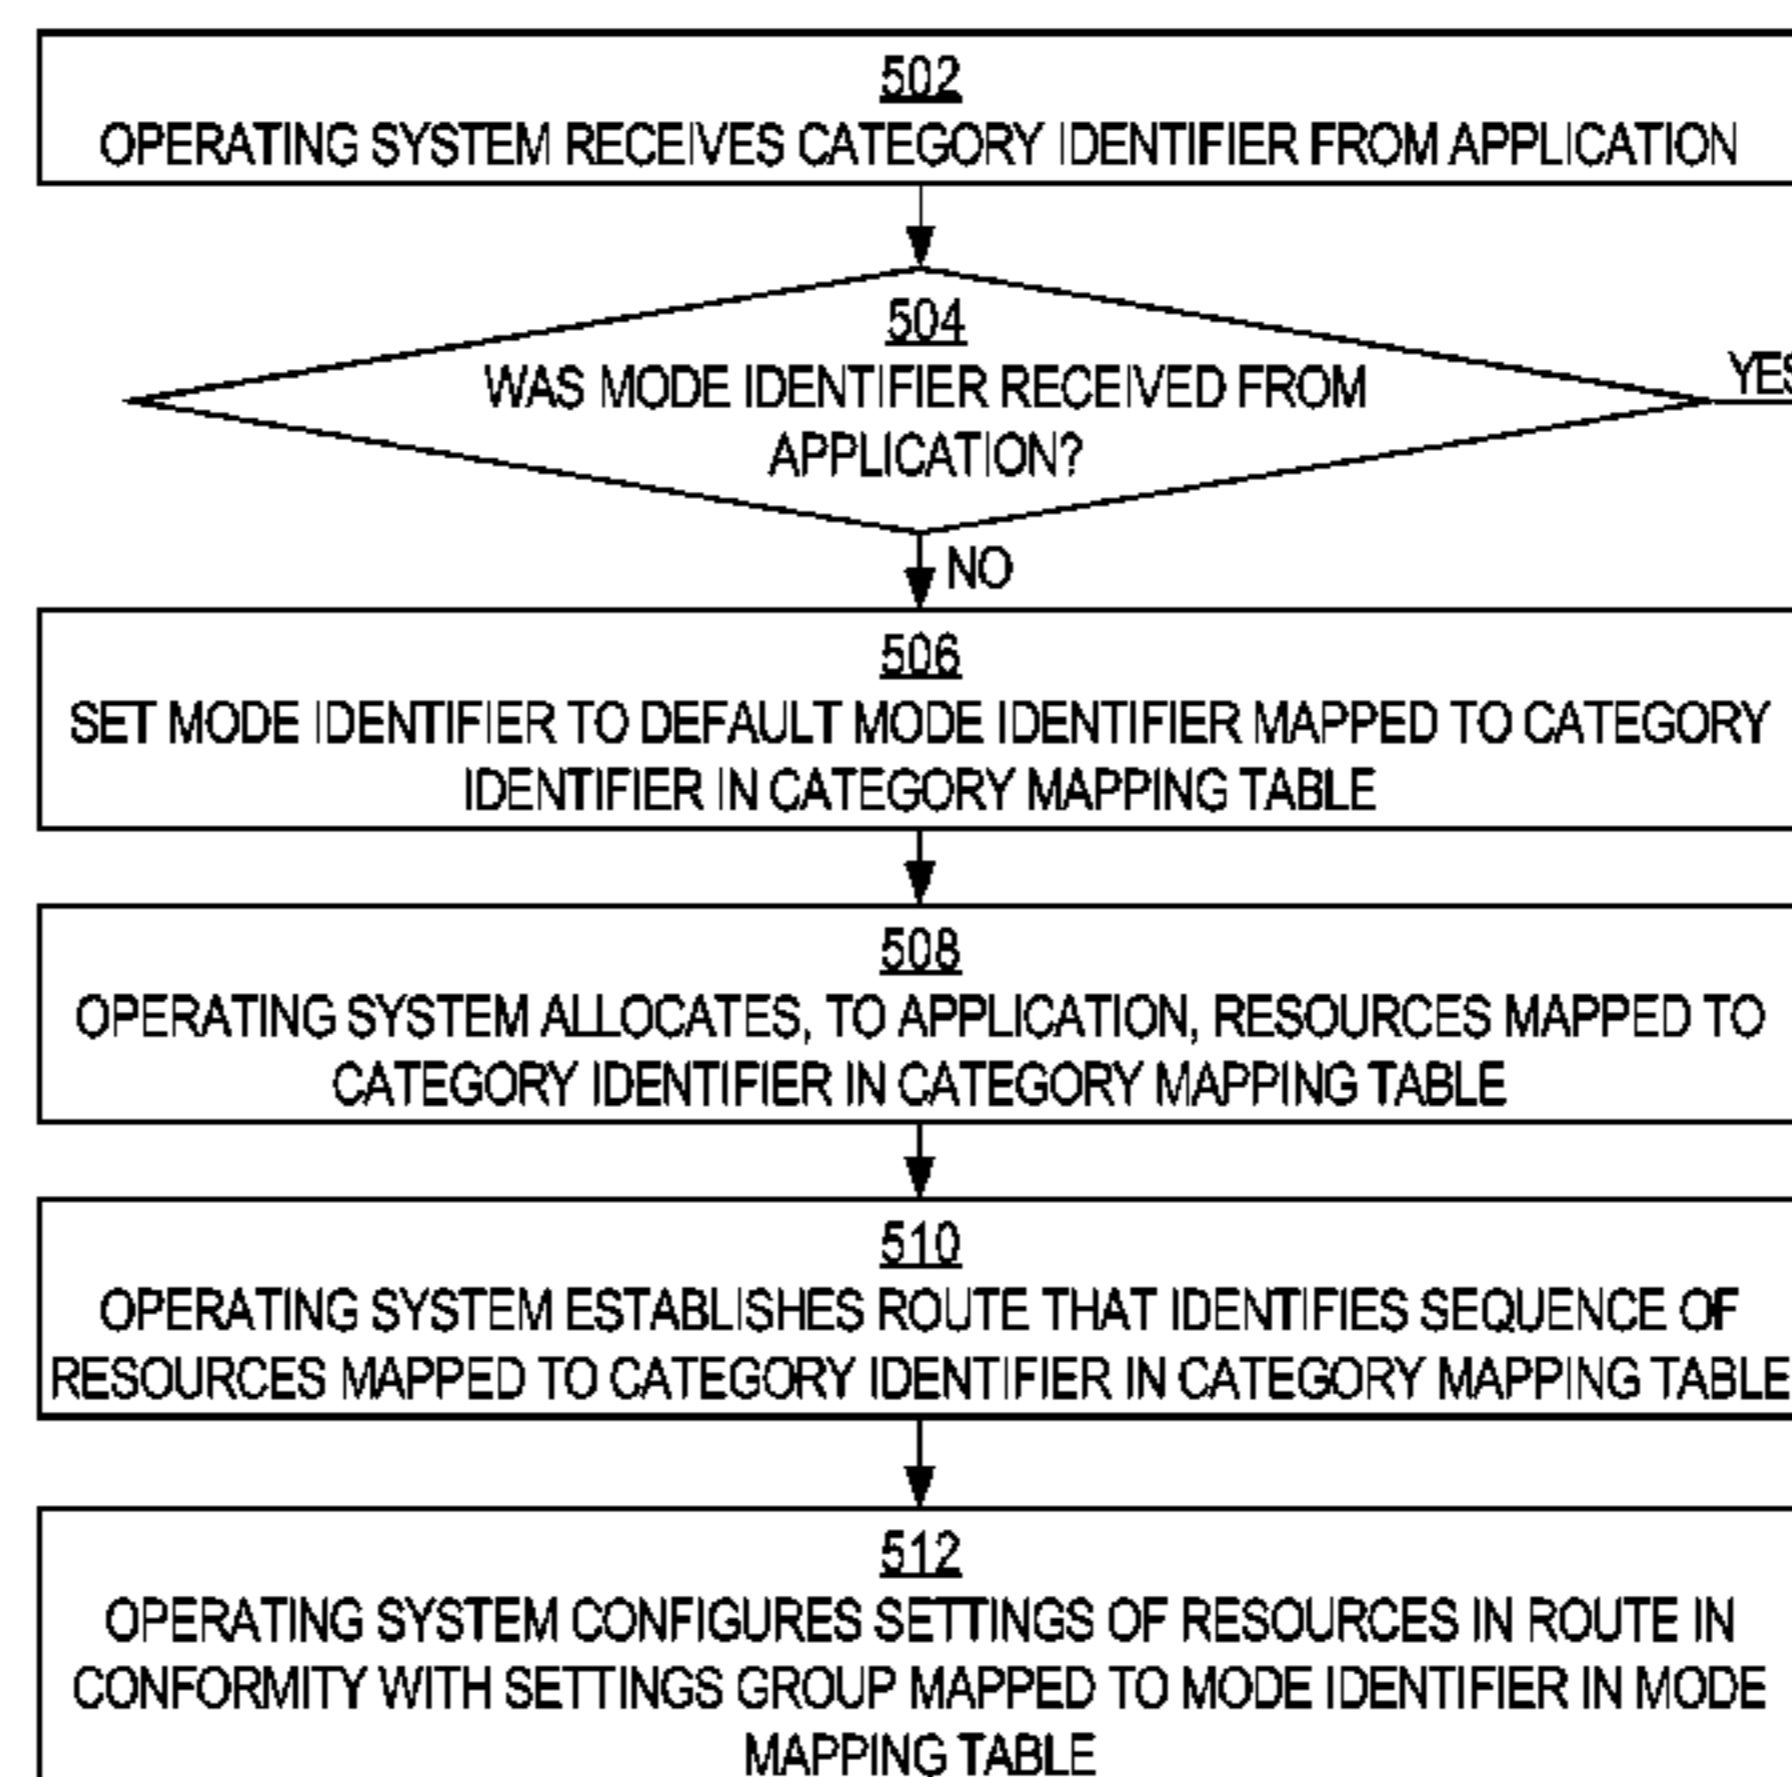 502
OPERATING SYSTEM RECEIVES CATEGORY IDENTIFIER FROM APPLICATION
504
WAS MODE IDENTIFIER RECEIVED FROM
APPLICATION?
YES
NO
506
SET MODE IDENTIFIER TO DEFAULT MODE IDENTIFIER MAPPED TO CATEGORY
IDENTIFIER IN CATEGORY MAPPING TABLE
508
OPERATING SYSTEM ALLOCATES, TO APPLICATION, RESOURCES MAPPED TO
CATEGORY IDENTIFIER IN CATEGORY MAPPING TABLE
510
OPERATING SYSTEM ESTABLISHES ROUTE THAT IDENTIFIES SEQUENCE OF
RESOURCES MAPPED TO CATEGORY IDENTIFIER IN CATEGORY MAPPING TABLE
512
OPERATING SYSTEM CONFIGURES SETTINGS OF RESOURCES IN ROUTE IN
CONFORMITY WITH SETTINGS GROUP MAPPED TO MODE IDENTIFIER IN MODE
MAPPING TABLE